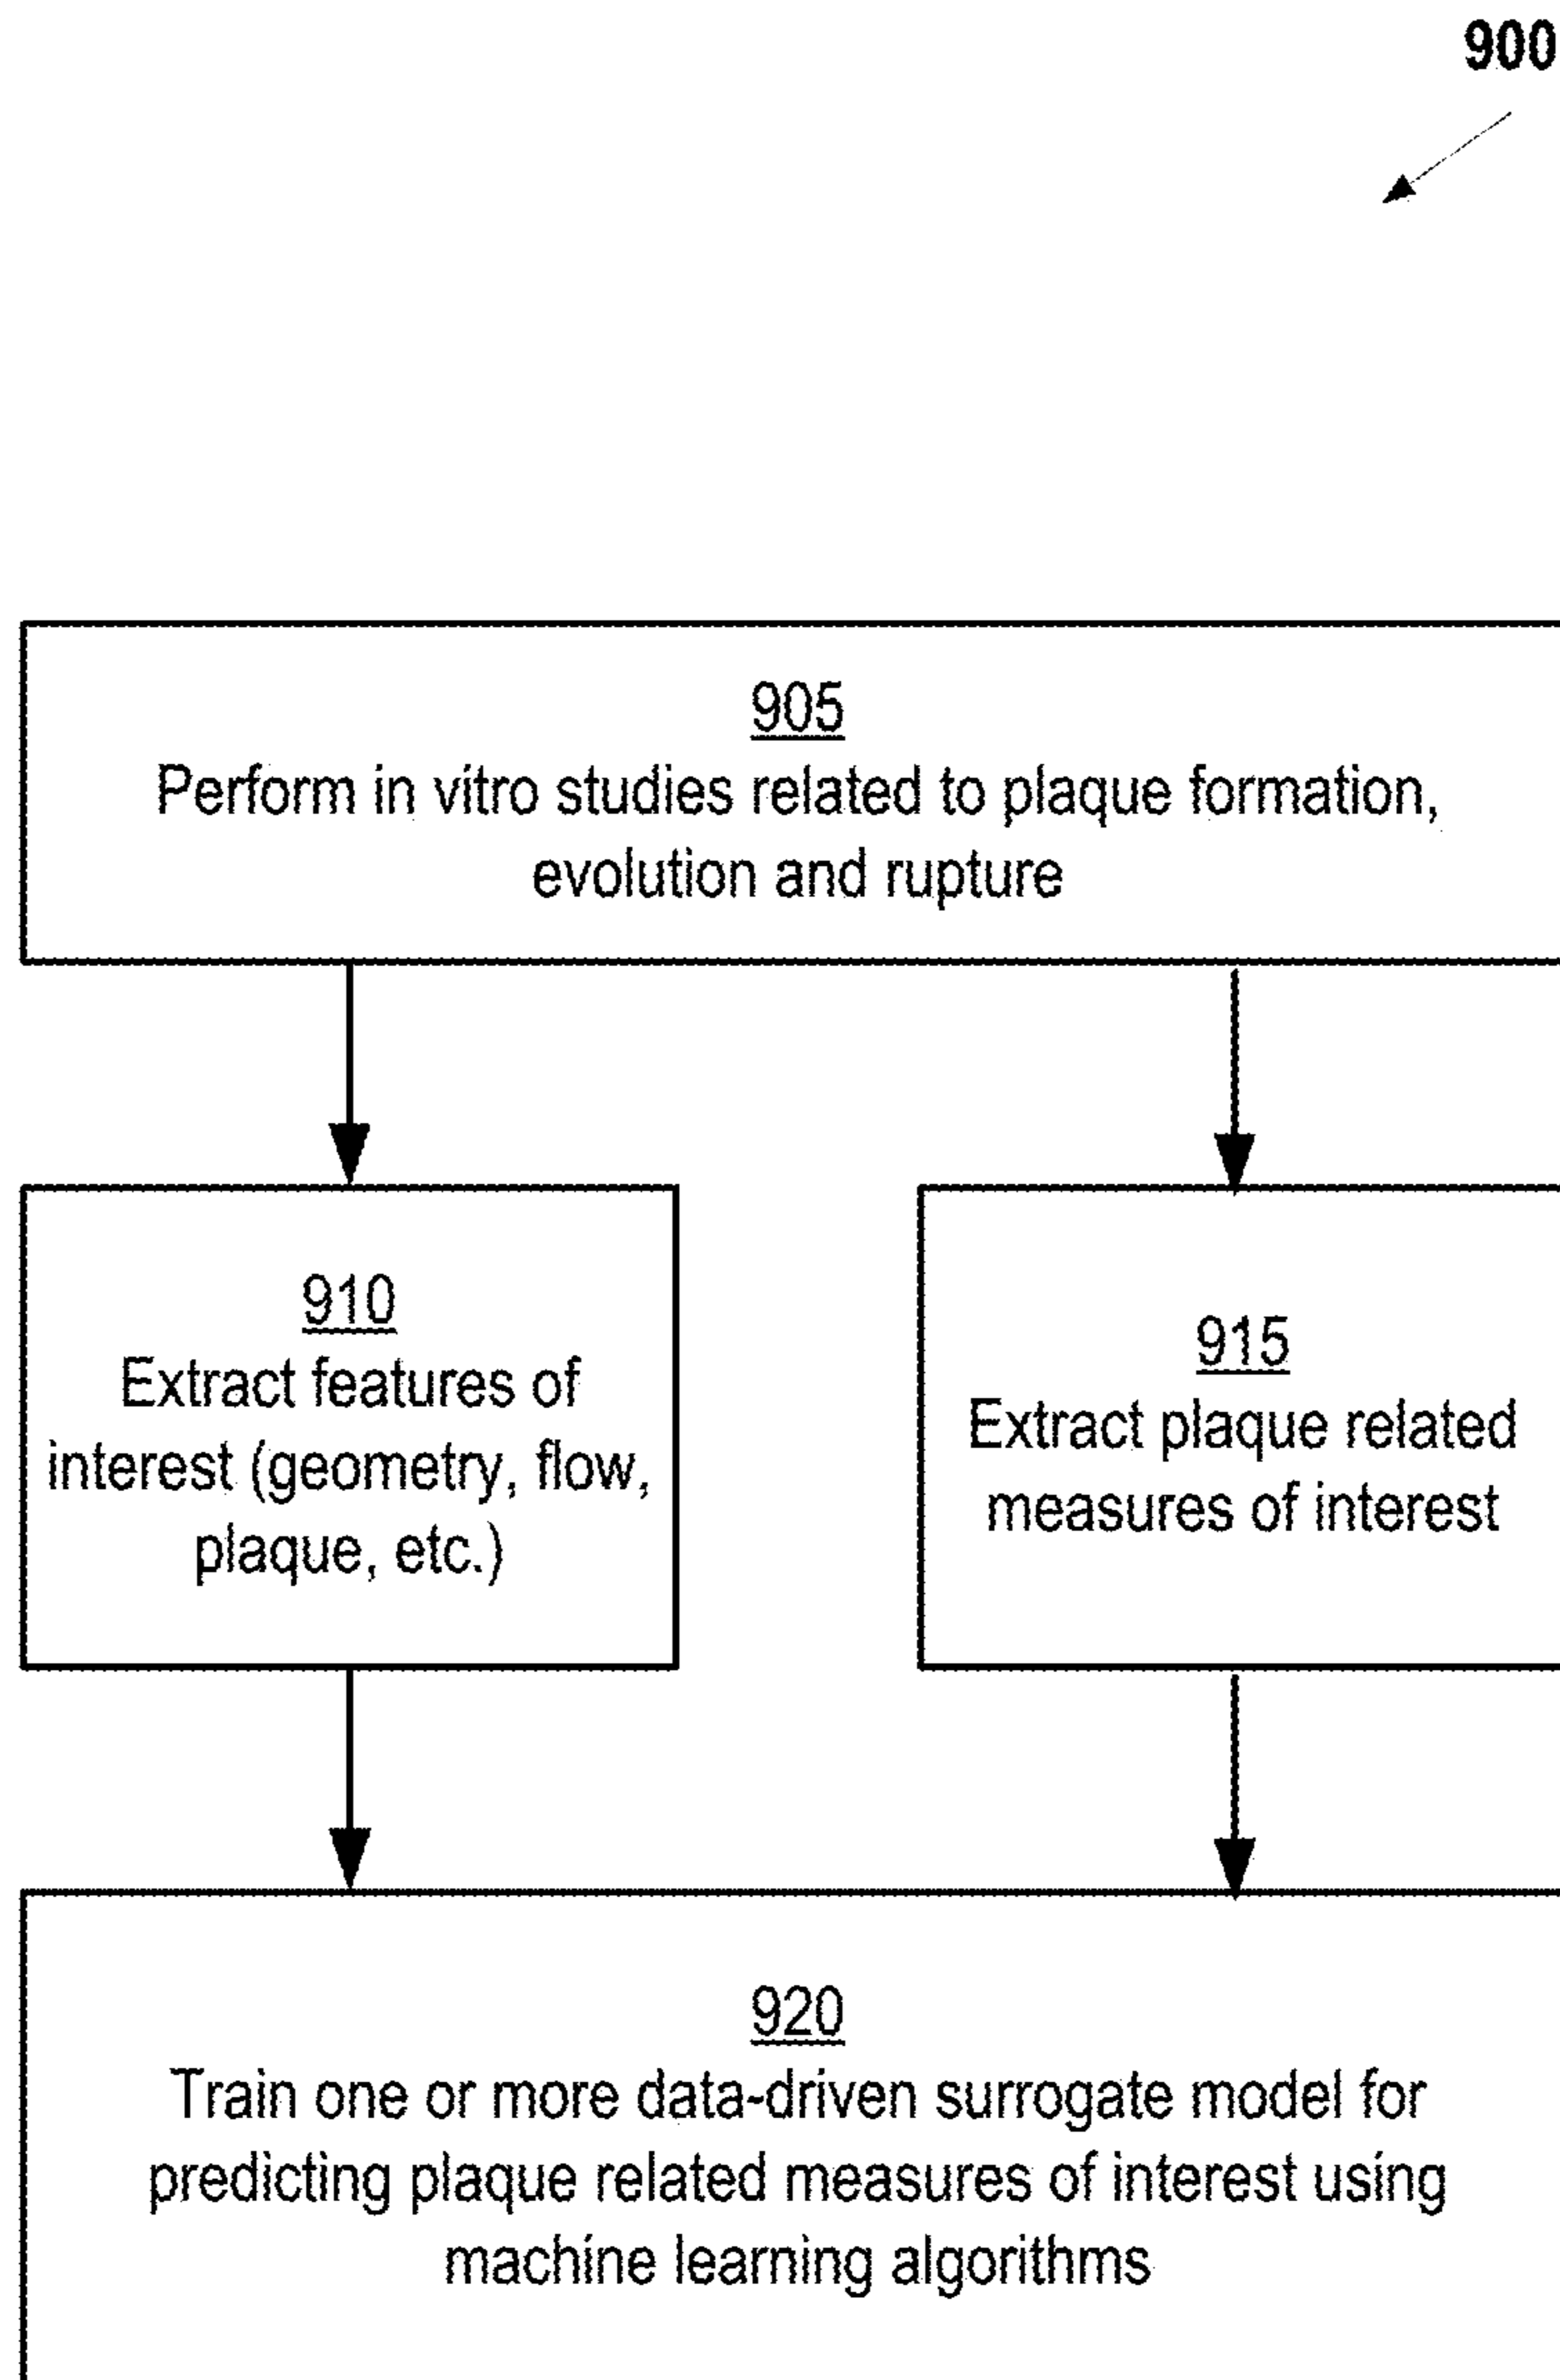 900
905
Perform in vitro studies related to plaque formation,
evolution and rupture
910
Extract features of
interest (geometry, flow,
plaque, etc.)
915
Extract plaque related
measures of interest
920
Train one or more data-driven surrogate model for
predicting plaque related measures of interest using
machine learning algorithms